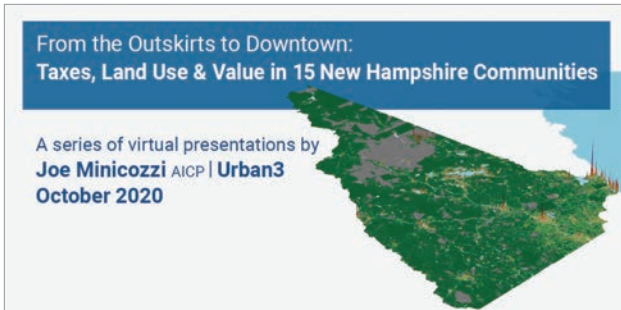 From the Outskirts to Downtown:
Taxes, Land Use & Value in 15 New Hampshire Communities
A series of virtual presentations by
Joe Minicozzi AICP | Urban3
October 2020